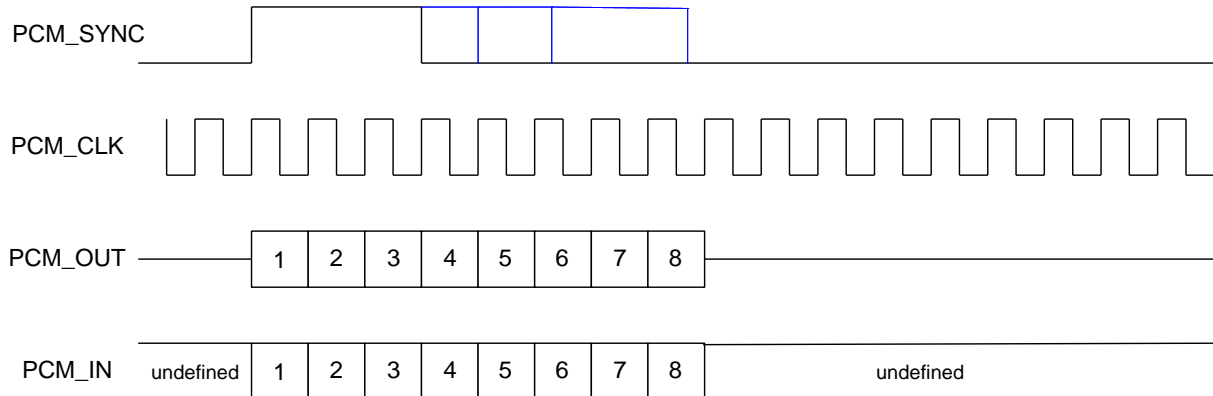 PCM_SYNC
PCM_CLK
PCM_OUT 1 2 3 4 5 6 7 8
PCM_IN undefined 1 2 3 4 5 6 7 8 undefined